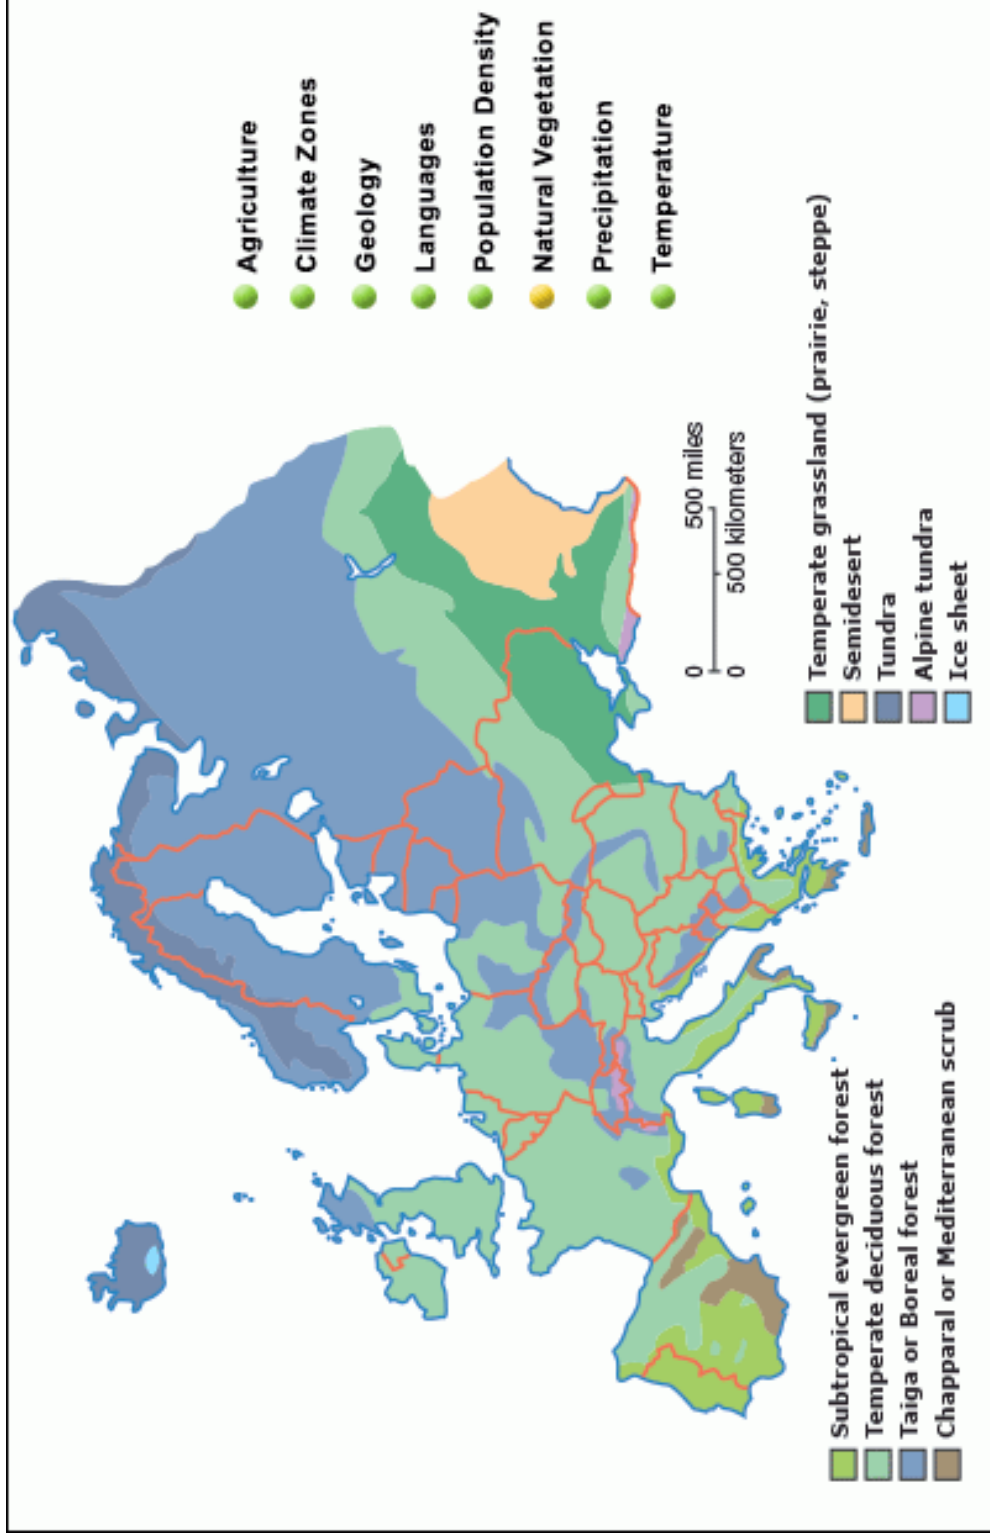 Agriculture
Climate Zones
Geology
Languages
Population Density
Natural Vegetation
Precipitation
Temperature
0 500 miles
0 500 kilometers
Subtropical evergreen forest
Temperate deciduous forest
Taiga or Boreal forest
Chapparal or Mediterranean scrub
Temperate grassland (prairie, steppe)
Semidesert
Tundra
Alpine tundra
Ice sheet